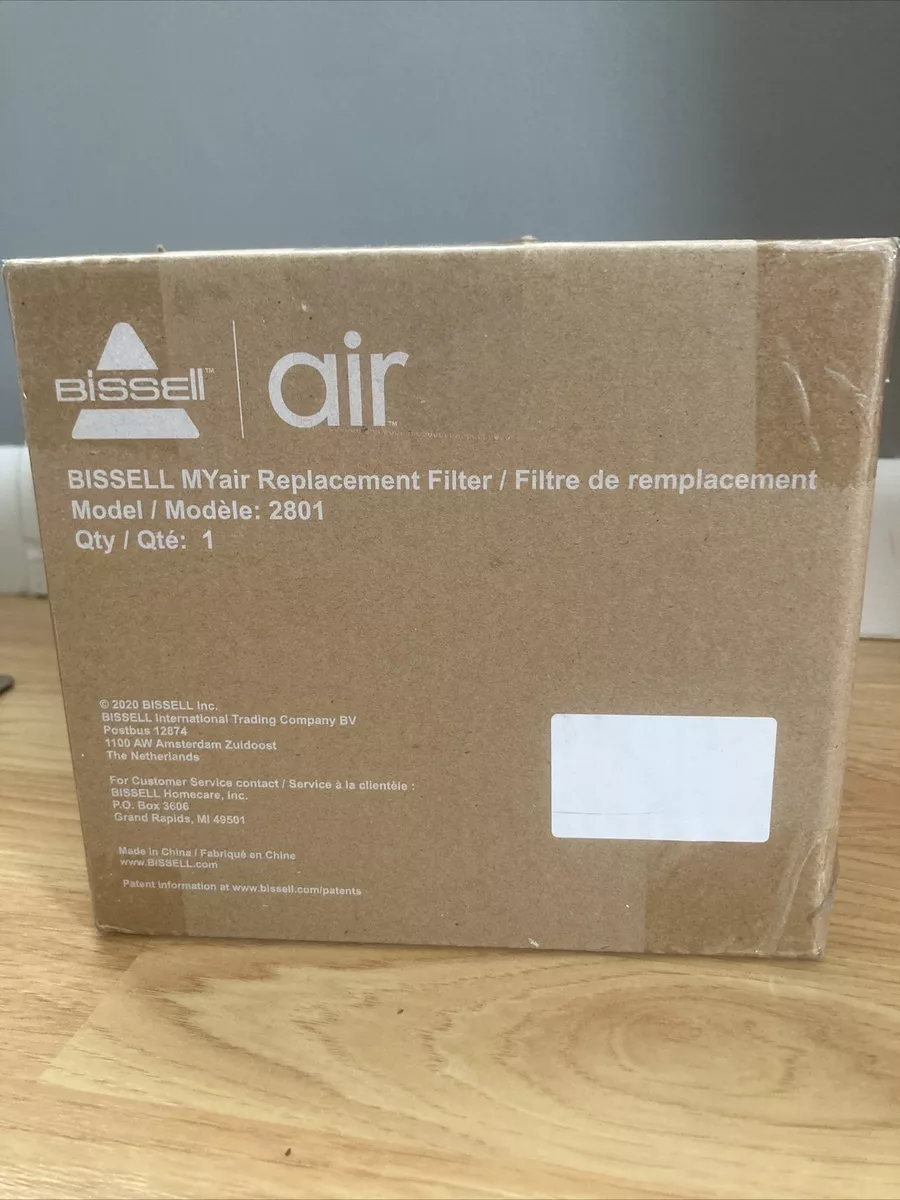 BISSELL™
air™
BISSELL MYair Replacement Filter / Filtre de remplacement
Model / Modèle: 2801
Qty / Qté: 1
© 2020 BISSELL Inc.
BISSELL International Trading Company BV
Postbus 12874
1100 AW Amsterdam Zuidoost
The Netherlands
For Customer Service contact / Service à la clientèle :
BISSELL Homecare, Inc.
P.O. Box 3606
Grand Rapids, MI 49501
Made in China / Fabriqué en Chine
www.BISSELL.com
Patent information at www.bissell.com/patents